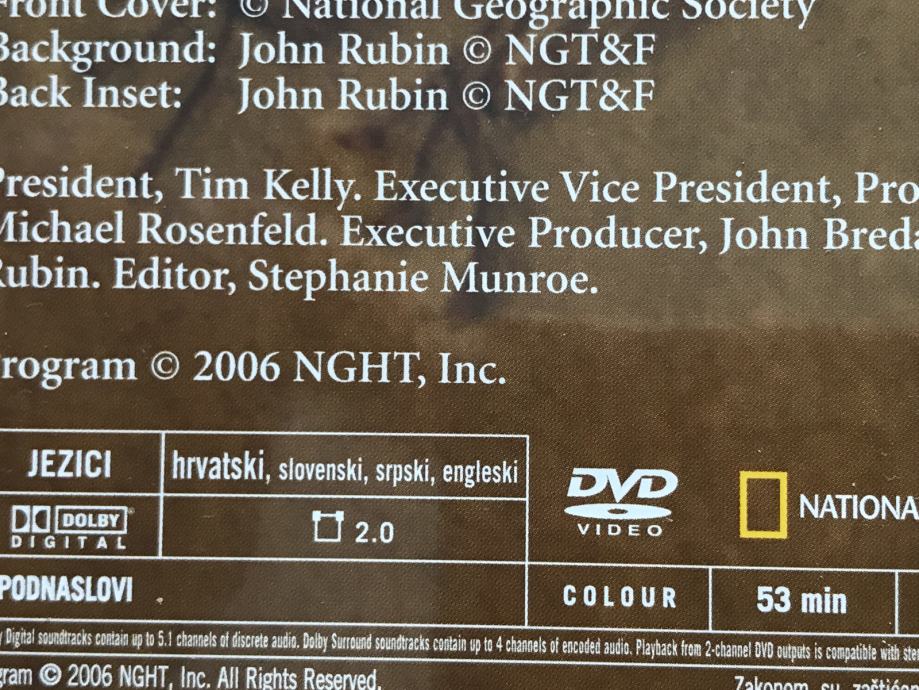 Front Cover: © National Geographic Society
Background: John Rubin © NGT&F
Back Inset: John Rubin © NGT&F
President, Tim Kelly. Executive Vice President, Pro
Michael Rosenfeld. Executive Producer, John Breda
Rubin. Editor, Stephanie Munroe.
rogram © 2006 NGHT, Inc.
JEZICI hrvatski, slovenski, srpski, engleski
DVD VIDEO NATIONA
DOLBY DIGITAL 2.0
PODNASLOVI COLOUR 53 min
y Digital soundtracks contain up to 5.1 channels of discrete audio. Dolby Surround soundtracks contain up to 4 channels of encoded audio. Playback from 2-channel DVD outputs is compatible with ster
gram © 2006 NGHT, Inc. All Rights Reserved. Zakonom su zaštićen